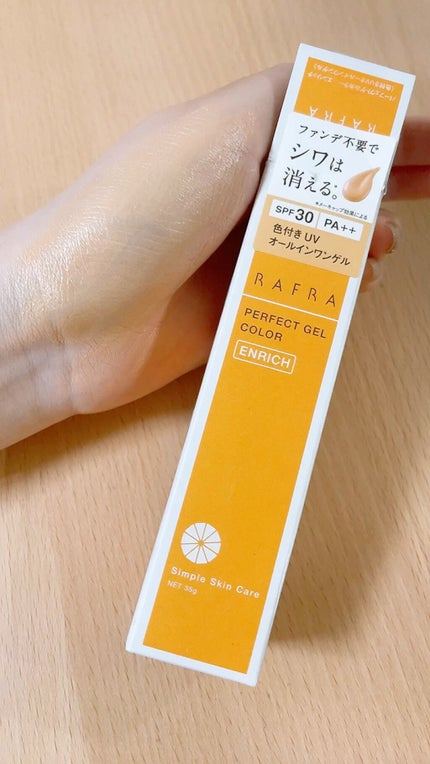 RAFRA
ファンデ不要で
シワは
消える。*
*メーキャップ効果による
SPF30 PA++
色付きUV
オールインワンゲル
RAFRA
PERFECT GEL
COLOR
ENRICH
Simple Skin Care
NET 35g